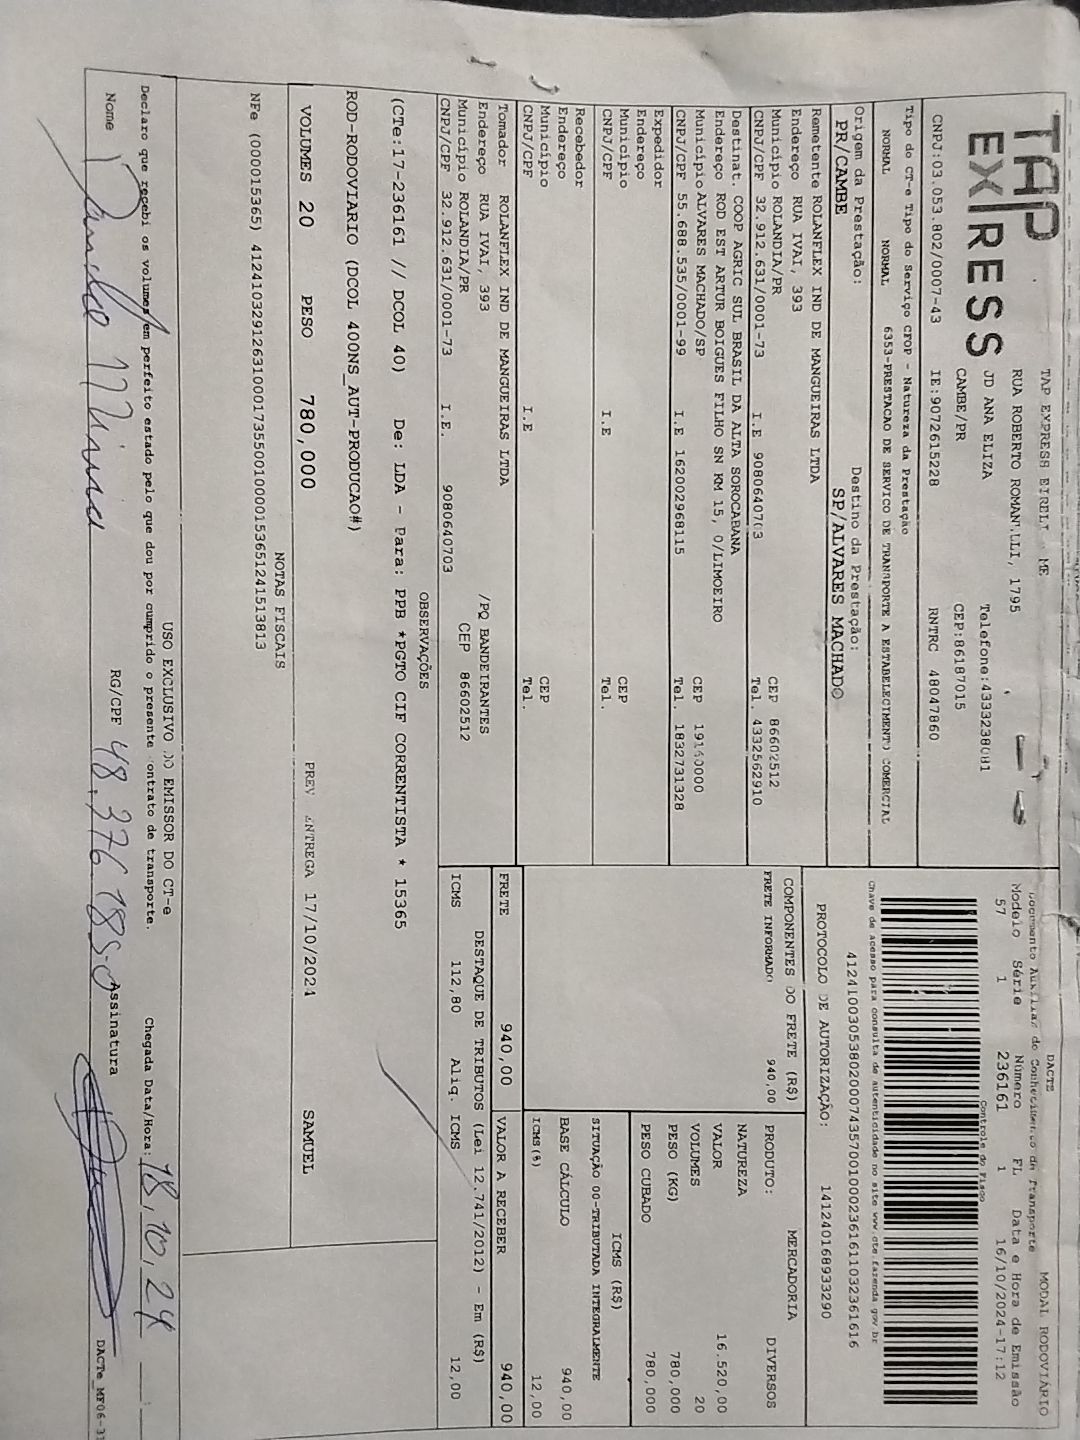 TAP
EXPRESS
TAP EXPRESS EIRELI - ME
RUA ROBERTO ROMANELLI, 1795
JD ANA ELIZA Telefone:4333238081
CAMBE/PR CEP:86187015
CNPJ:03.053.802/0007-43 IE:9072615228 RNTRC 48047860
DACTE MODAL RODOVIÁRIO
Documento Auxiliar do Conhecimento de Transporte
Modelo Série Número FL Data e Hora de Emissão
57 1 236161 1 16/10/2024-17:12
Controle do Fisco
Chave de acesso para consulta de autenticidade no site www.cte.fazenda.gov.br
41241003053802000743570010002361611032361616
PROTOCOLO DE AUTORIZAÇÃO: 141240168933290
Tipo do CT-e Tipo do Serviço CFOP - Natureza da Prestação
NORMAL NORMAL 6353-PRESTACAO DE SERVICO DE TRANSPORTE A ESTABELECIMENTO COMERCIAL
Origem da Prestação: Destino da Prestação:
PR/CAMBE SP/ALVARES MACHADO
Remetente ROLANFLEX IND DE MANGUEIRAS LTDA
Endereço RUA IVAI, 393
Município ROLANDIA/PR CEP 86602512
CNPJ/CPF 32.912.631/0001-73 I.E 9080640703 Tel. 4332562910
Destinat. COOP AGRIC SUL BRASIL DA ALTA SOROCABANA
Endereço ROD EST ARTUR BOIGUES FILHO SN KM 15, 0/LIMOEIRO
Município ALVARES MACHADO/SP CEP 19160000
CNPJ/CPF 55.688.535/0001-99 I.E 162002968115 Tel. 1832731328
Expedidor
Endereço
Município CEP
CNPJ/CPF I.E Tel.
Recebedor
Endereço
Município CEP
CNPJ/CPF I.E Tel.
Tomador ROLANFLEX IND DE MANGUEIRAS LTDA
Endereço RUA IVAI, 393 /PQ BANDEIRANTES
Município ROLANDIA/PR CEP 86602512
CNPJ/CPF 32.912.631/0001-73 I.E. 9080640703
COMPONENTES DO FRETE (R$)
FRETE INFORMADO 940,00
PRODUTO: MERCADORIA
NATUREZA DIVERSOS
VALOR 16.520,00
VOLUMES 20
PESO (KG) 780,000
PESO CUBADO 780,000
ICMS (R$)
SITUAÇÃO 00-TRIBUTADA INTEGRALMENTE
BASE CÁLCULO 940,00
ICMS(%) 12,00
FRETE 940,00 VALOR A RECEBER 940,00
DESTAQUE DE TRIBUTOS (Lei 12.741/2012) - Em (R$)
ICMS 112,80 Aliq. ICMS 12,00
OBSERVAÇÕES
(CTe:17-236161 // DCOL 40) De: LDA - Para: PPB *PGTO CIF CORRENTISTA * 15365
ROD-RODOVIARIO (DCOL 400NS_AUT-PRODUCAO#)
VOLUMES 20 PESO 780,000 PREV ENTREGA 17/10/2024 SAMUEL
NOTAS FISCAIS
NFe (000015365) 41241032912631000173550010000153651241513813
USO EXCLUSIVO DO EMISSOR DO CT-e
Declaro que recebi os volumes em perfeito estado pelo que dou por cumprido o presente contrato de transporte. Chegada Data/Hora: 18,10,24 :
Nome RG/CPF 48.376.185-0 Assinatura